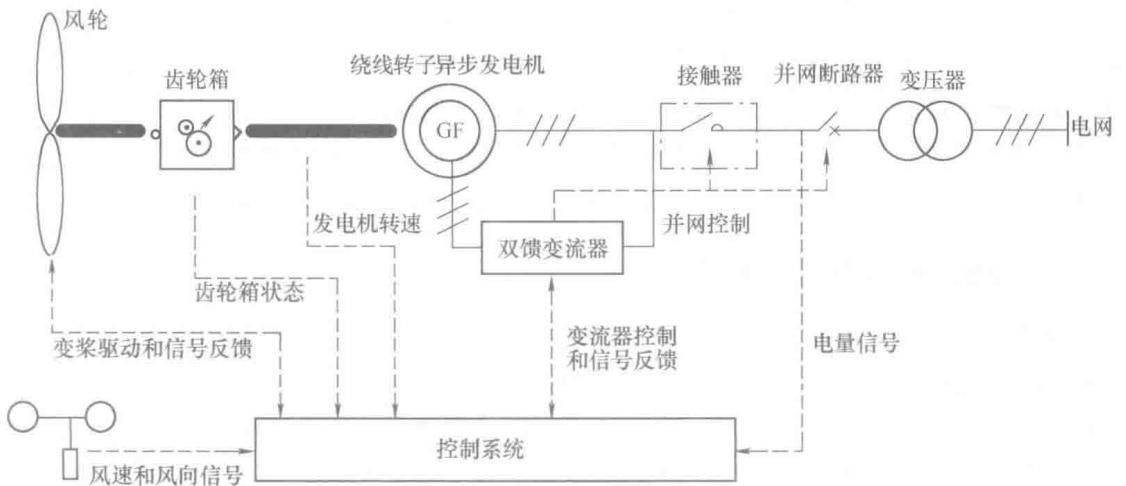 风轮
齿轮箱
绕线转子异步发电机
接触器
并网断路器
变压器
GF
电网
发电机转速
双馈变流器
并网控制
齿轮箱状态
变桨驱动和信号反馈
变流器控制
和信号反馈
电量信号
控制系统
风速和风向信号